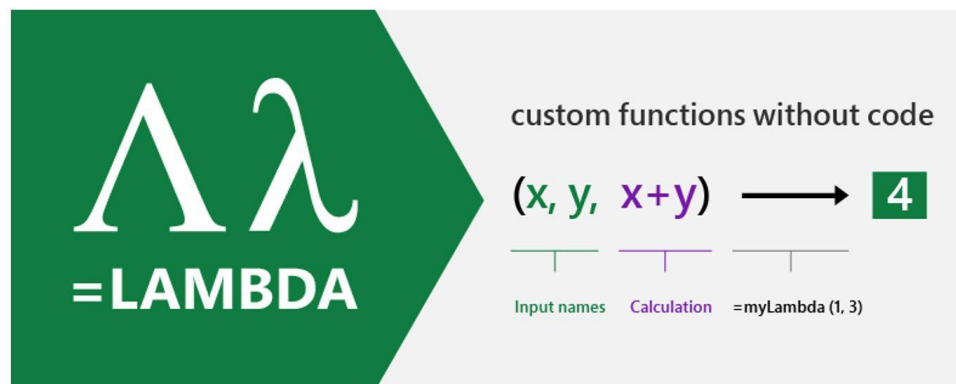 Λλ
=LAMBDA
custom functions without code
(x, y, x+y) 4
Input names Calculation =myLambda (1, 3)